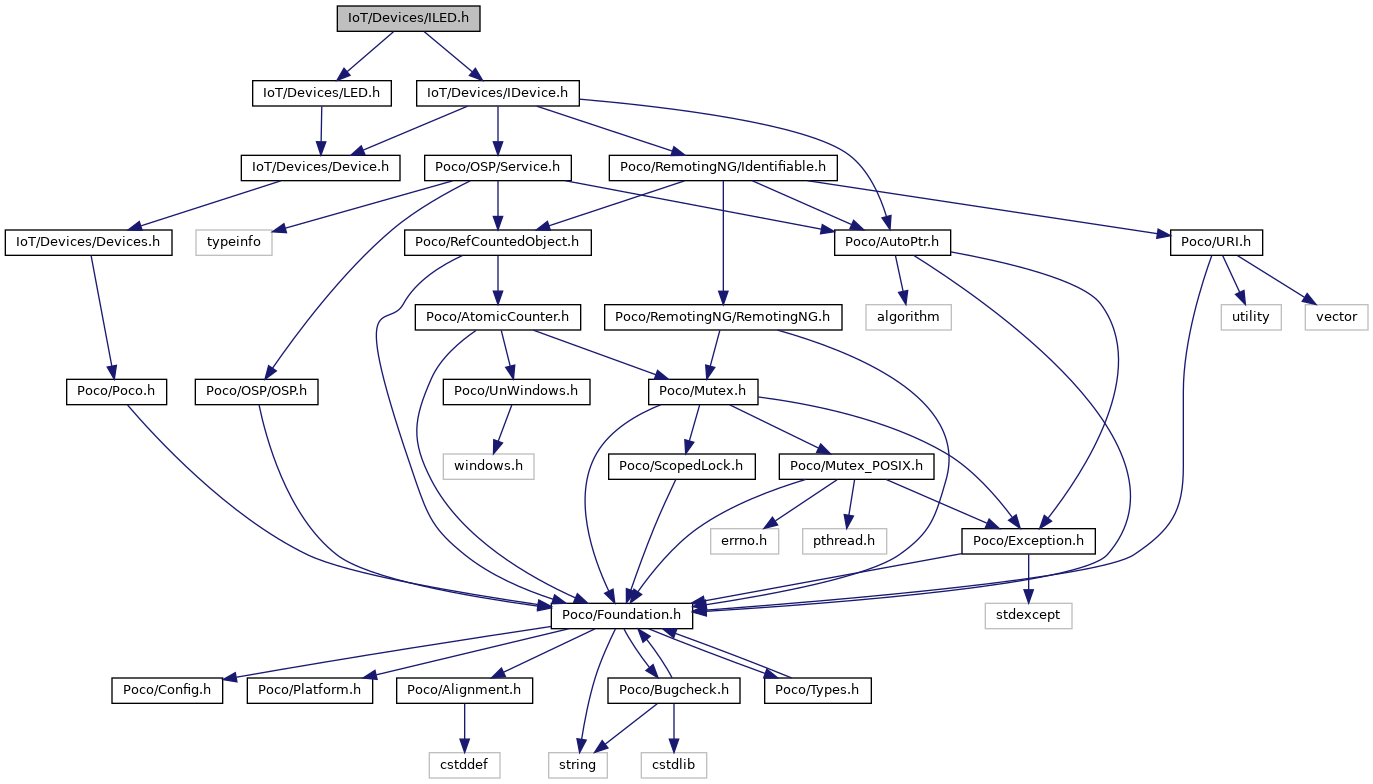 IoT/Devices/ILED.h
IoT/Devices/LED.h
IoT/Devices/IDevice.h
IoT/Devices/Device.h
Poco/OSP/Service.h
Poco/RemotingNG/Identifiable.h
IoT/Devices/Devices.h
typeinfo
Poco/RefCountedObject.h
Poco/AutoPtr.h
Poco/URI.h
Poco/AtomicCounter.h
Poco/RemotingNG/RemotingNG.h
algorithm
utility
vector
Poco/Poco.h
Poco/OSP/OSP.h
Poco/UnWindows.h
Poco/Mutex.h
windows.h
Poco/ScopedLock.h
Poco/Mutex_POSIX.h
errno.h
pthread.h
Poco/Exception.h
Poco/Foundation.h
stdexcept
Poco/Config.h
Poco/Platform.h
Poco/Alignment.h
Poco/Bugcheck.h
Poco/Types.h
cstddef
string
cstdlib